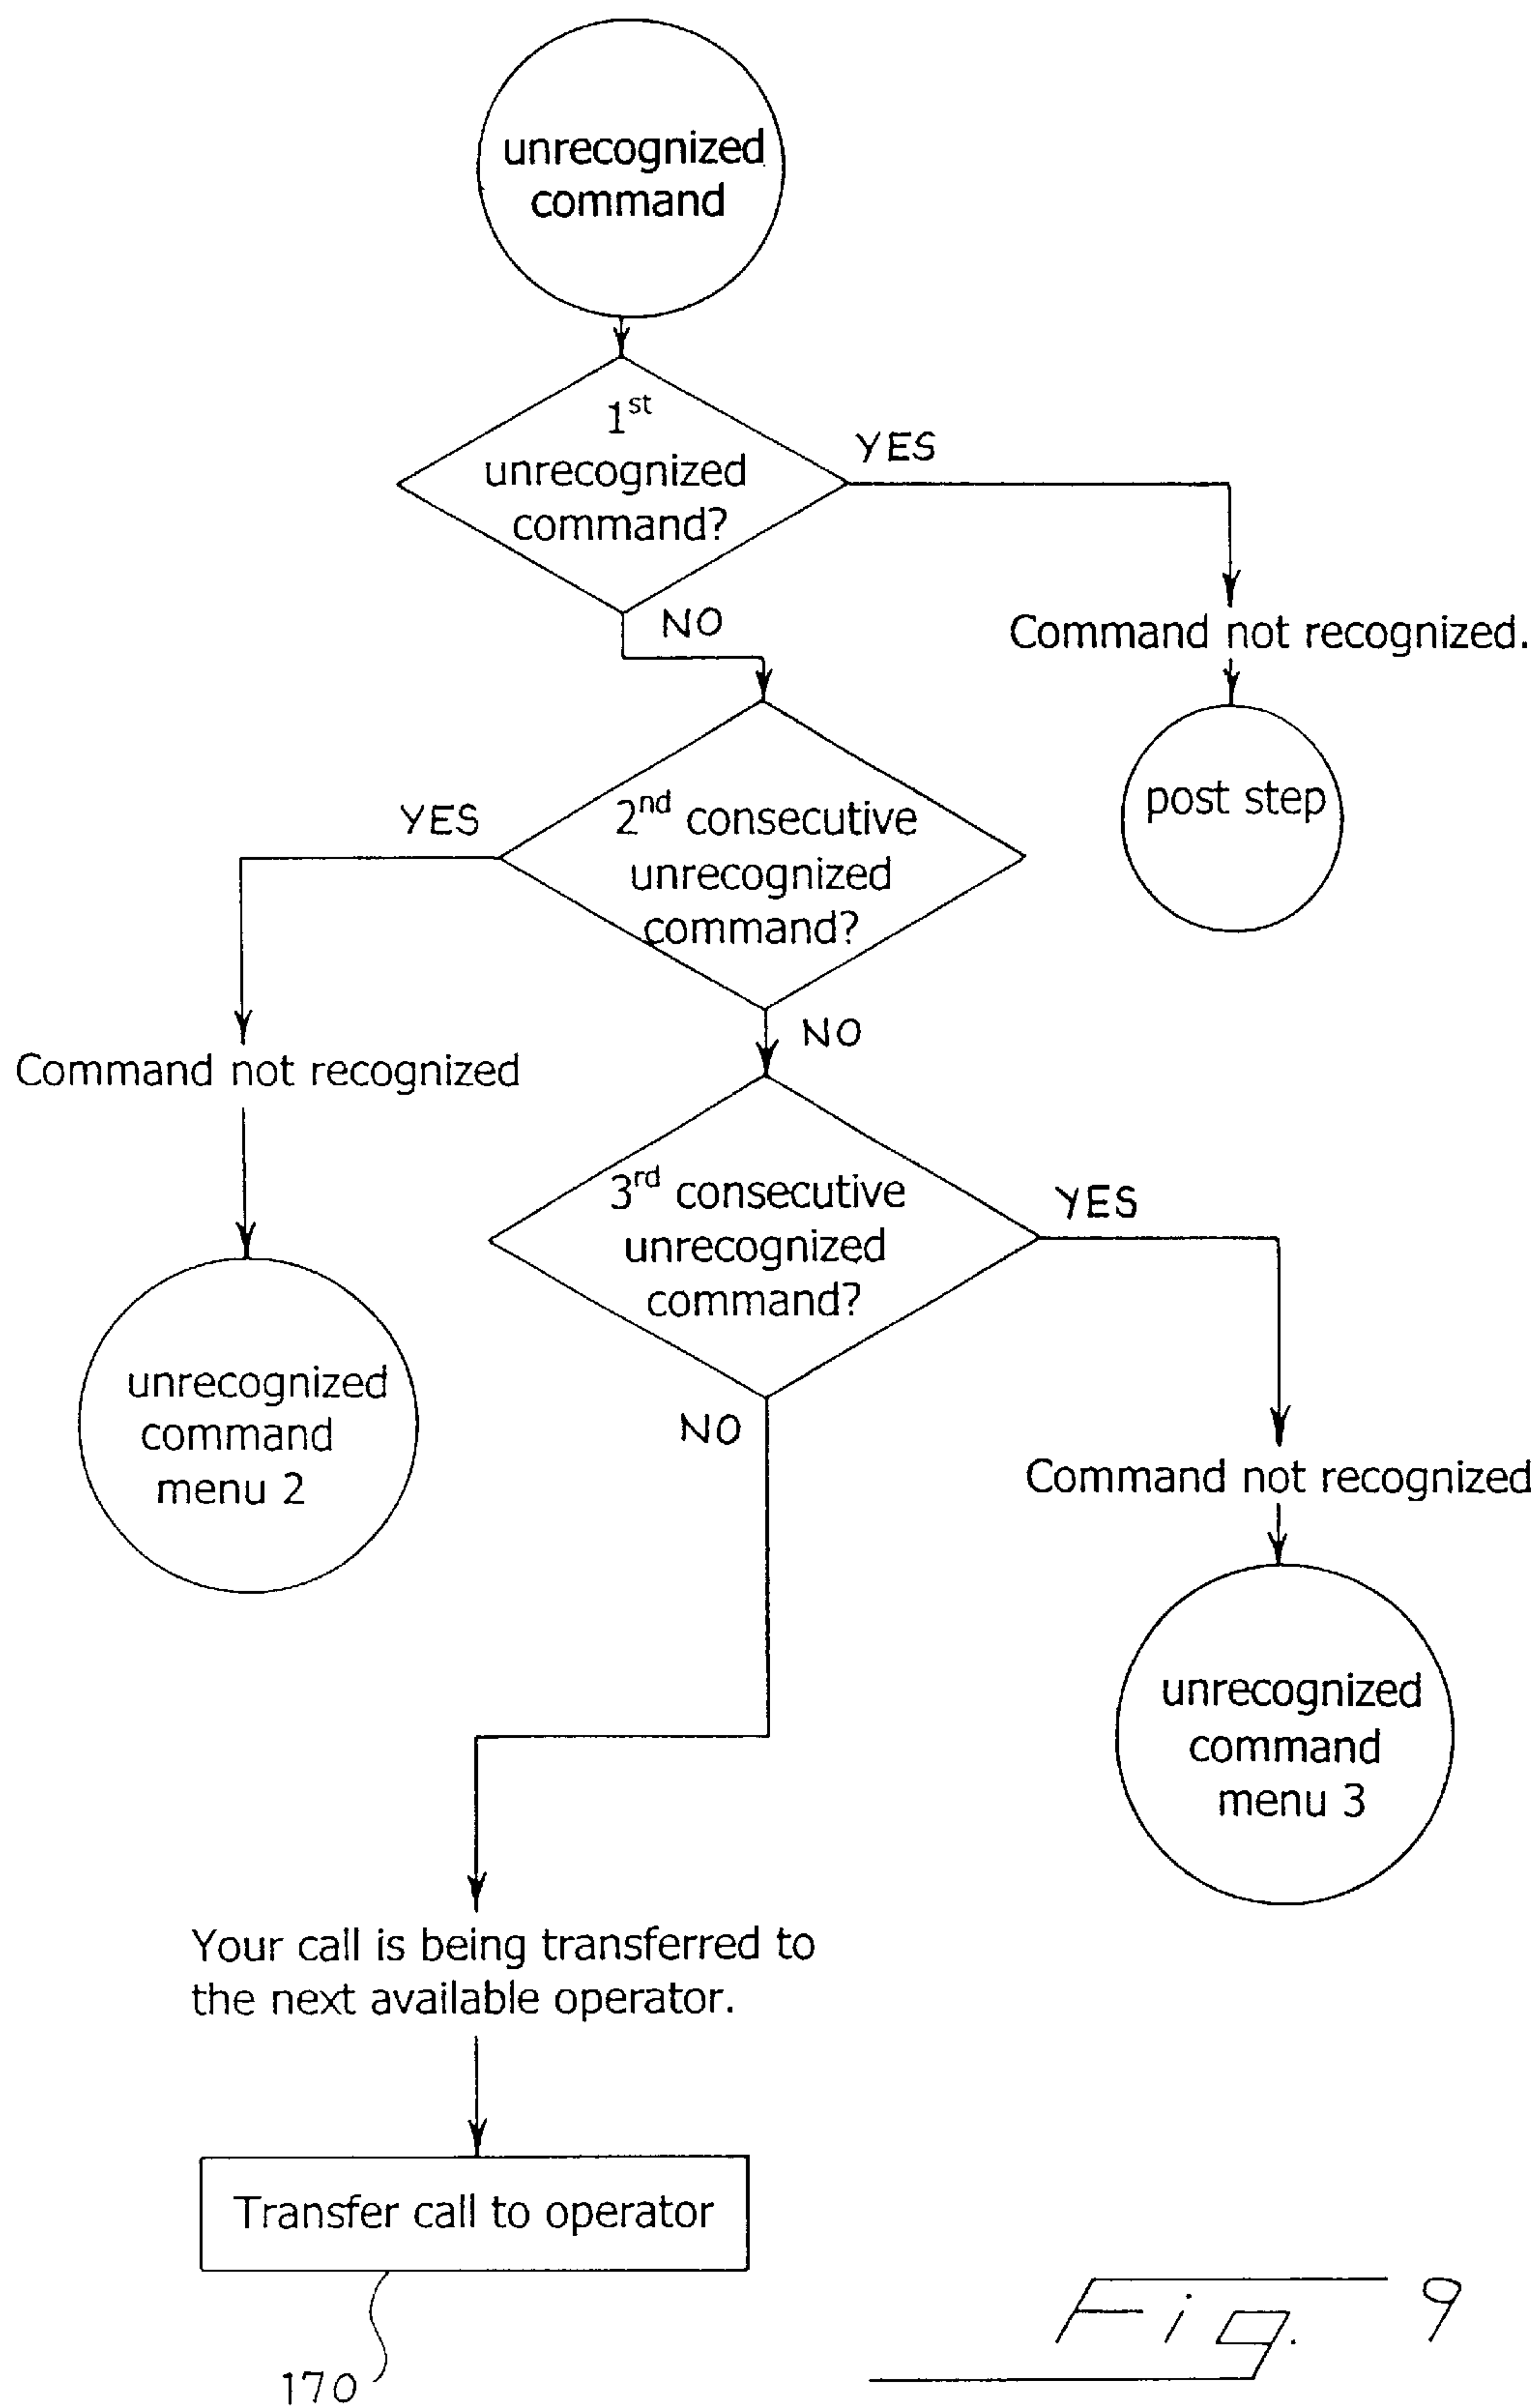 unrecognized
command
1st
unrecognized
command?
YES
NO
Command not recognized.
post step
2nd consecutive
unrecognized
command?
YES
NO
Command not recognized
unrecognized
command
menu 2
3rd consecutive
unrecognized
command?
YES
NO
Command not recognized
unrecognized
command
menu 3
Your call is being transferred to
the next available operator.
Transfer call to operator
170
Fig. 9